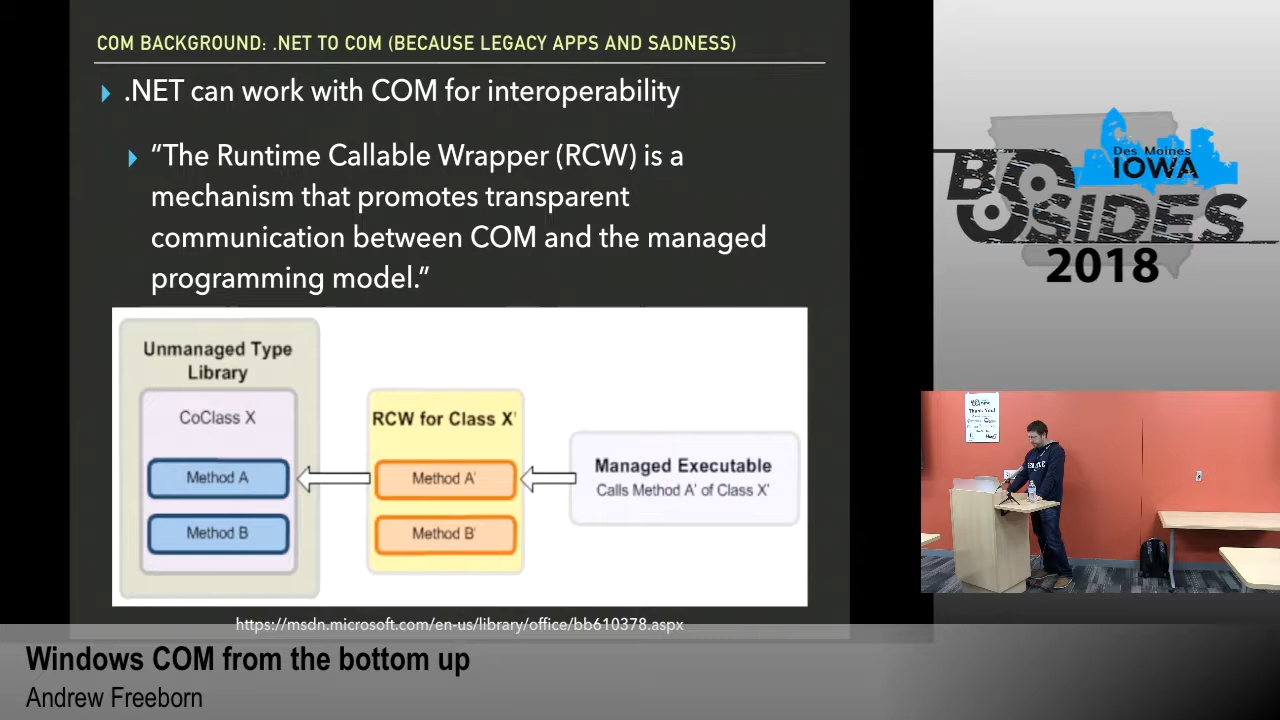 COM BACKGROUND: .NET TO COM (BECAUSE LEGACY APPS AND SADNESS)
.NET can work with COM for interoperability
“The Runtime Callable Wrapper (RCW) is a
mechanism that promotes transparent
communication between COM and the managed
programming model.”
Unmanaged Type
Library
CoClass X
Method A
Method B
RCW for Class X'
Method A'
Method B'
Managed Executable
Calls Method A' of Class X'
https://msdn.microsoft.com/en-us/library/office/bb610378.aspx
Des Moines
IOWA
BSIDES
2018
Thank You!
Windows COM from the bottom up
Andrew Freeborn